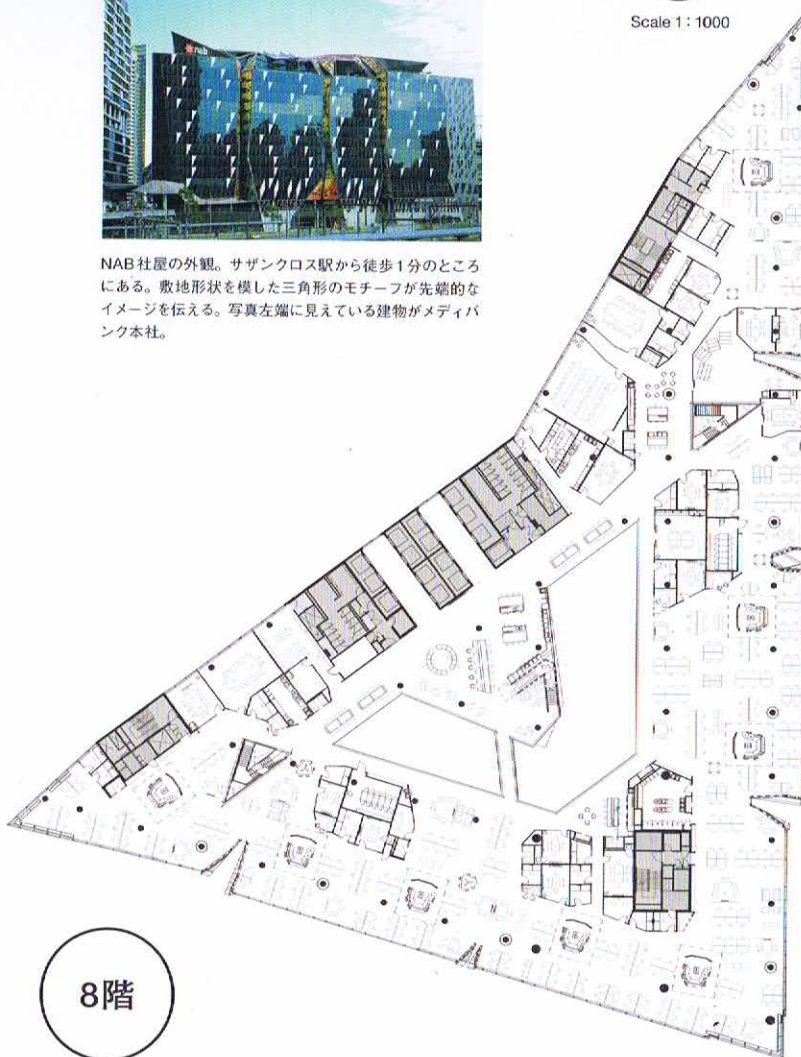 Scale 1：1000
nab
NAB社屋の外観。サザンクロス駅から徒歩1分のところ
にある。敷地形状を模した三角形のモチーフが先端的な
イメージを伝える。写真左端に見えている建物がメディバ
ンク本社。
8階